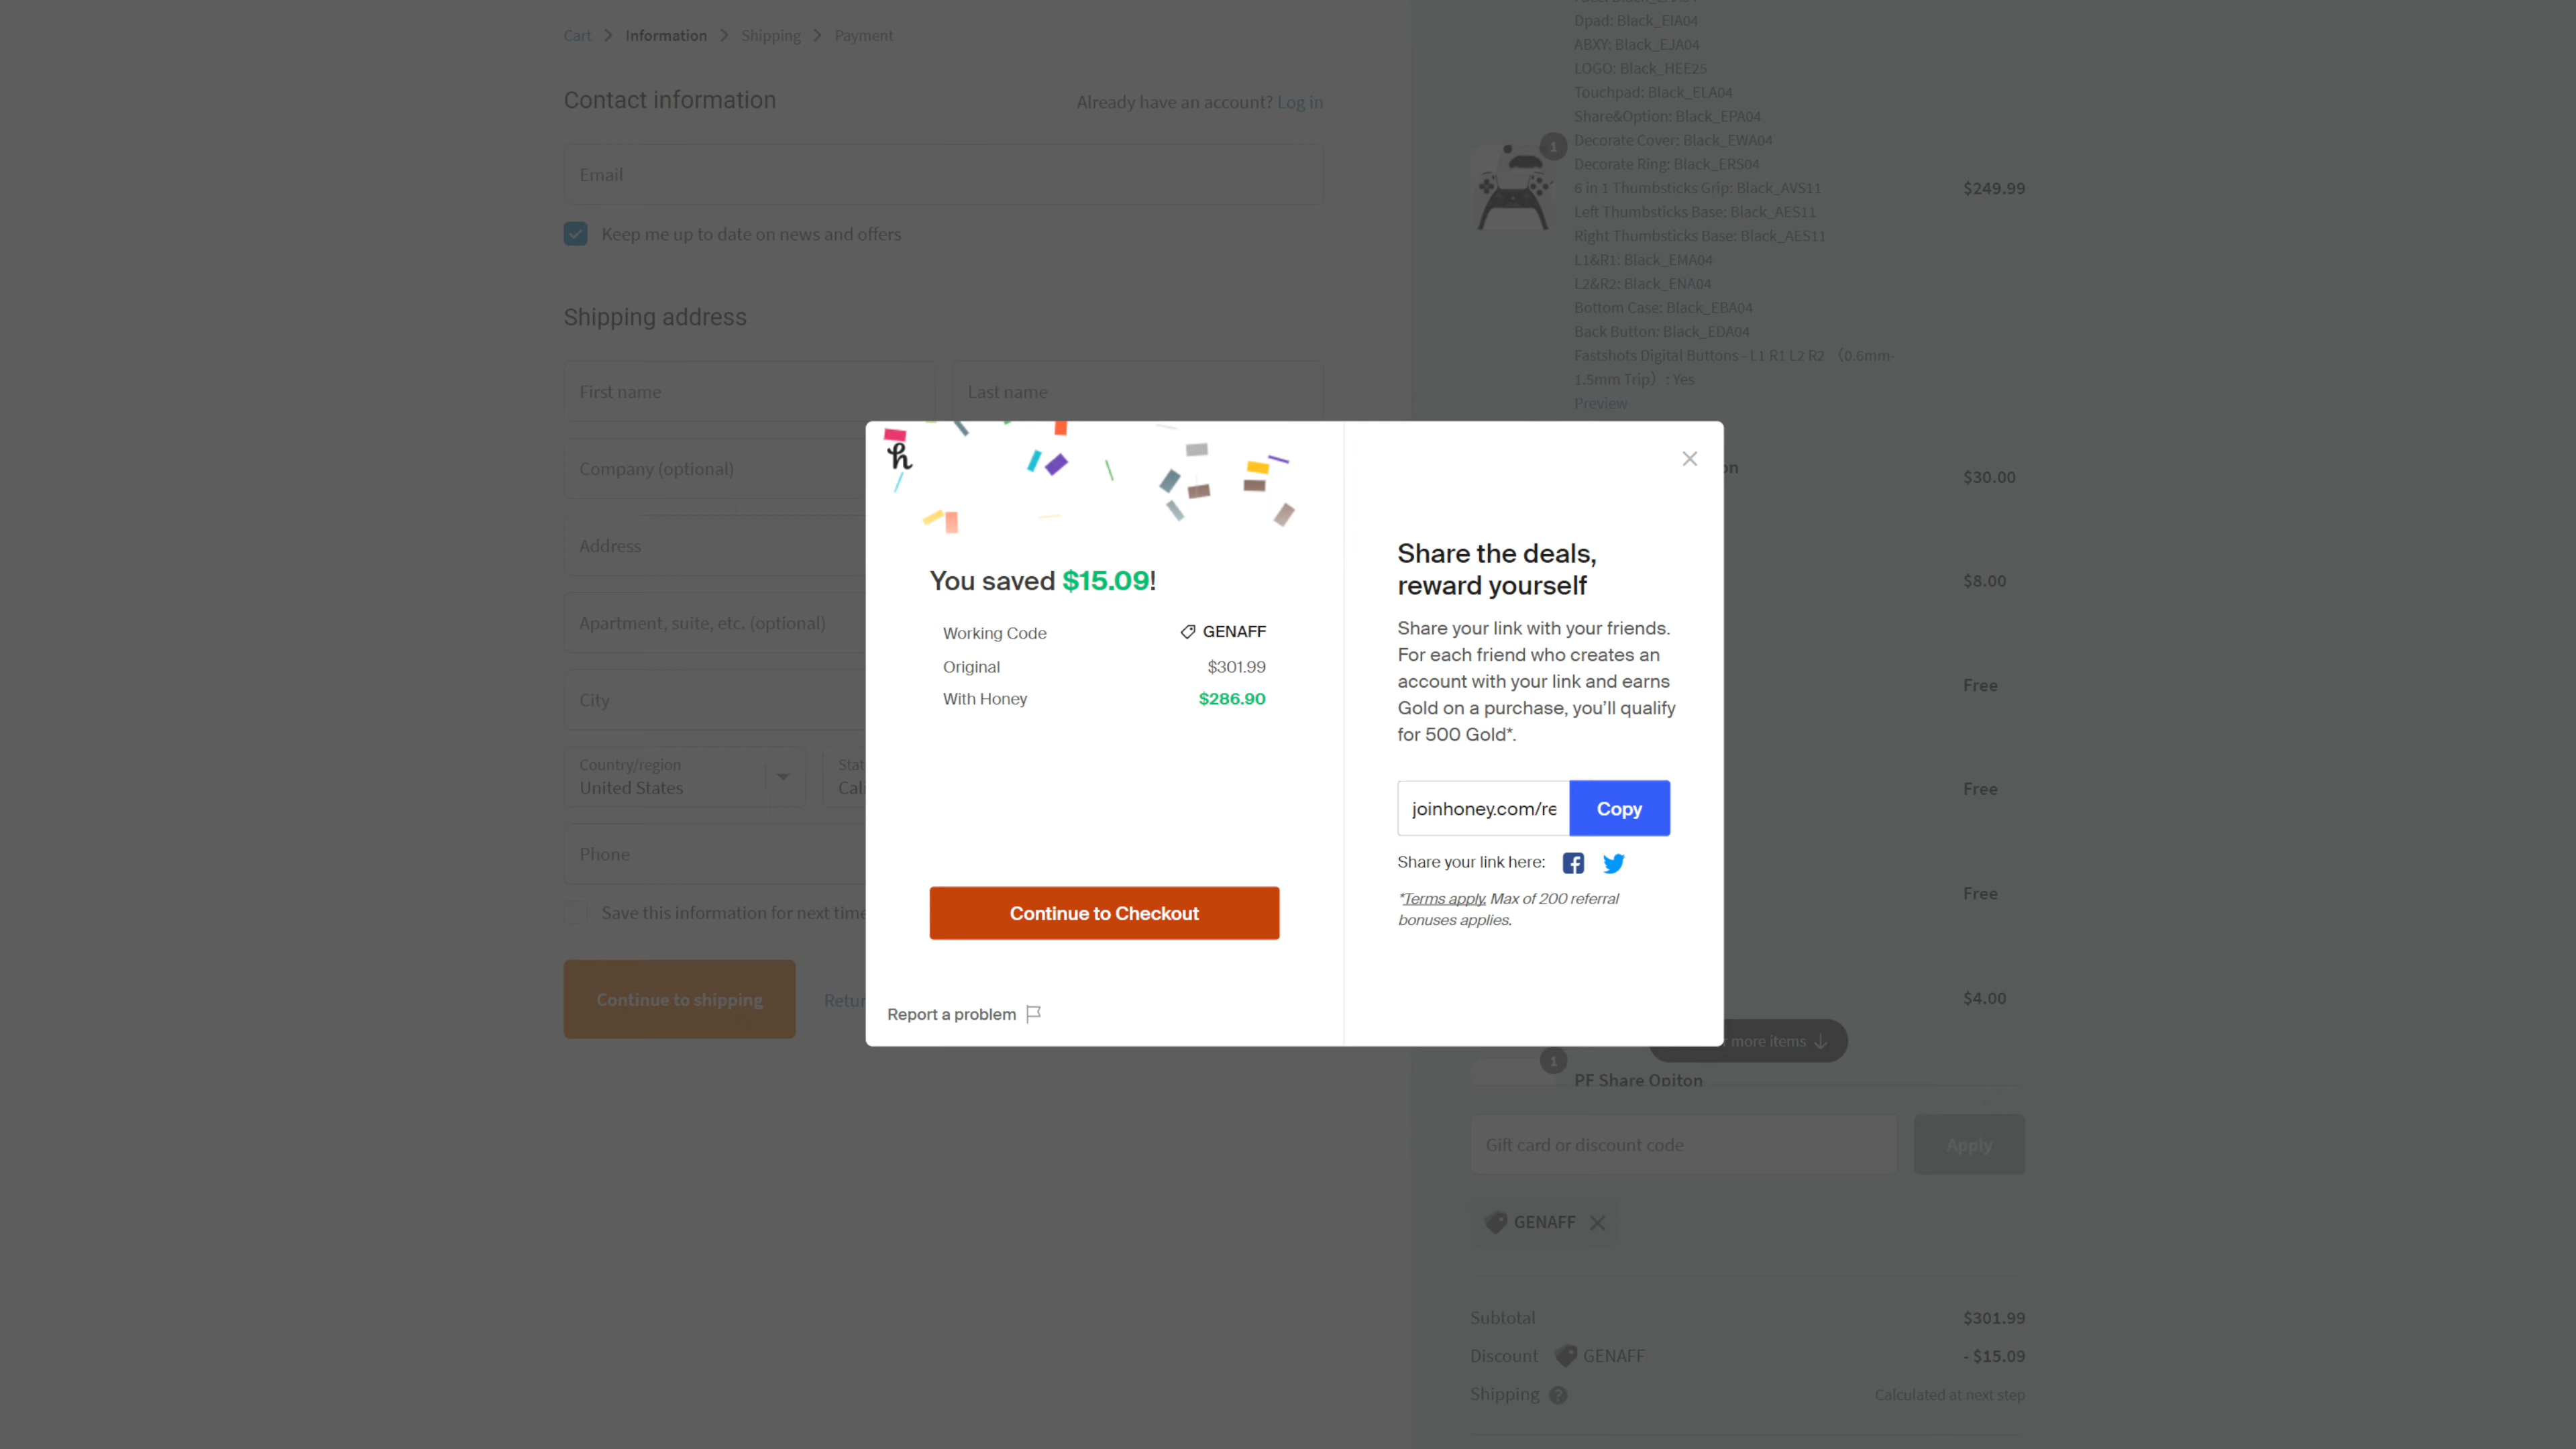 Cart > Information > Shipping > Payment
Contact information
Already have an account? Log in
Email
Keep me up to date on news and offers
Shipping address
First name
Last name
Company (optional)
Address
Apartment, suite, etc. (optional)
City
Country/region
United States
Stat
Cali
Phone
Save this information for next time
Continue to shipping
Retur
Dpad: Black_EIA04
ABXY: Black_EJA04
LOGO: Black_HEE25
Touchpad: Black_ELA04
Share&Option: Black_EPA04
1
Decorate Cover: Black_EWA04
Decorate Ring: Black_ERS04
6 in 1 Thumbsticks Grip: Black_AVS11
$249.99
Left Thumbsticks Base: Black_AES11
Right Thumbsticks Base: Black_AES11
L1&R1: Black_EMA04
L2&R2: Black_ENA04
Bottom Case: Black_EBA04
Back Button: Black_EDA04
Fastshots Digital Buttons - L1 R1 L2 R2 （0.6mm-
1.5mm Trip）: Yes
Preview
on
$30.00
$8.00
Free
Free
Free
$4.00
more items
1
PF Share Opiton
Gift card or discount code
Apply
GENAFF
Subtotal
$301.99
Discount GENAFF
- $15.09
Shipping ?
Calculated at next step
h
You saved $15.09!
Working Code
GENAFF
Original
$301.99
With Honey
$286.90
Continue to Checkout
Report a problem
Share the deals,
reward yourself
Share your link with your friends.
For each friend who creates an
account with your link and earns
Gold on a purchase, you’ll qualify
for 500 Gold*.
joinhoney.com/re
Copy
Share your link here:
*Terms apply. Max of 200 referral
bonuses applies.